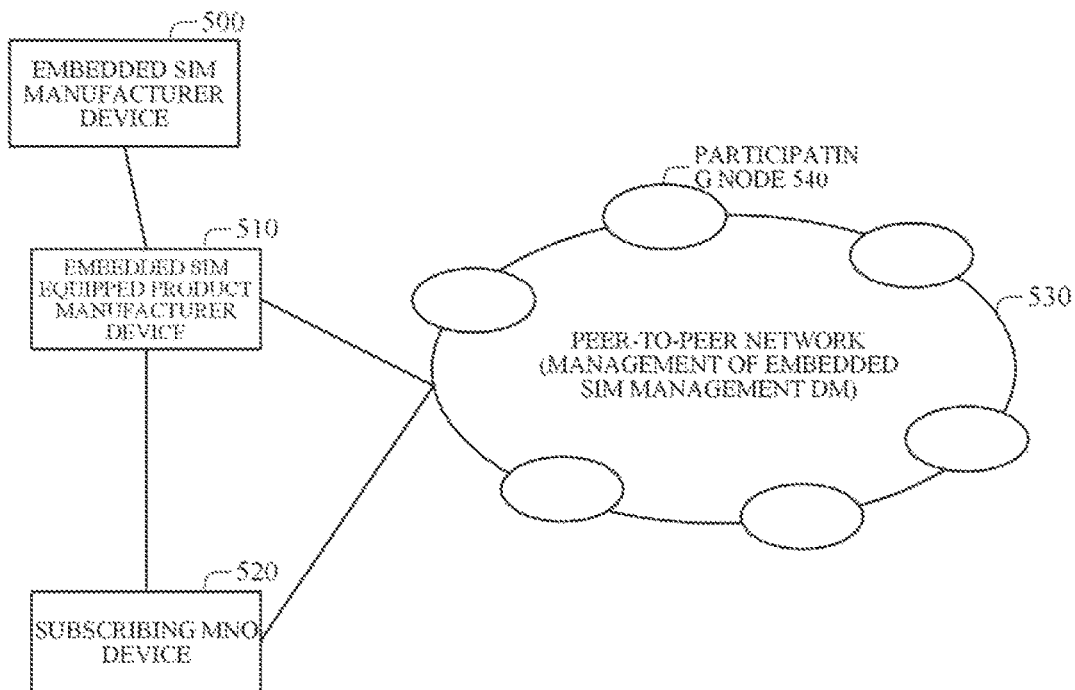 500
EMBEDDED SIM
MANUFACTURER
DEVICE
PARTICIPATIN
G NODE 540
510
EMBEDDED SIM
EQUIPPED PRODUCT
MANUFACTURER
DEVICE
530
PEER-TO-PEER NETWORK
(MANAGEMENT OF EMBEDDED
SIM MANAGEMENT DM)
520
SUBSCRIBING MNO
DEVICE